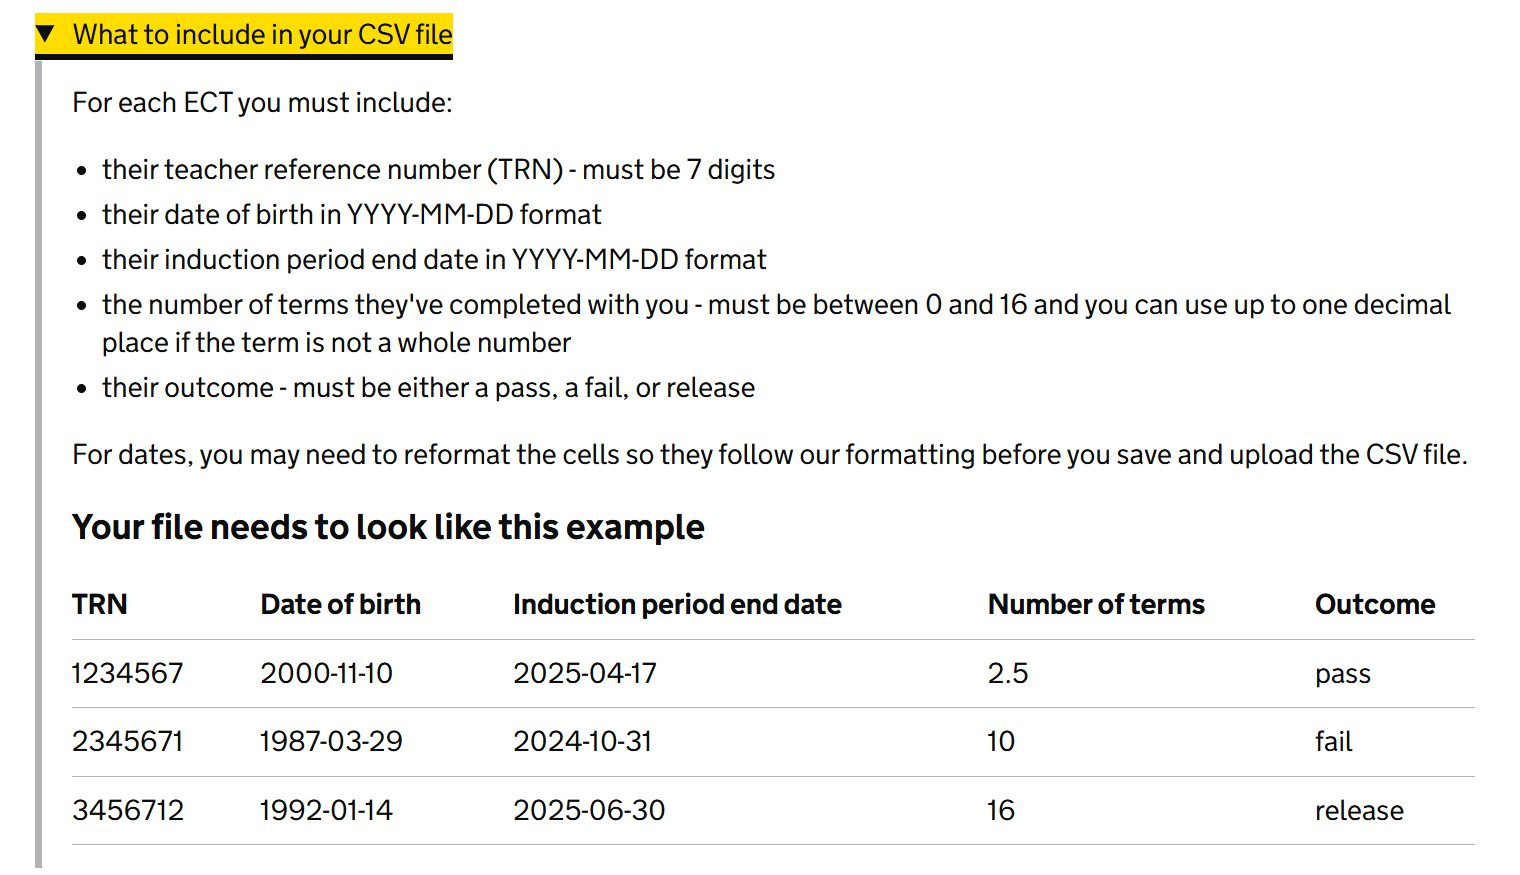 What to include in your CSV file
For each ECT you must include:
their teacher reference number (TRN) - must be 7 digits
their date of birth in YYYY-MM-DD format
their induction period end date in YYYY-MM-DD format
the number of terms they've completed with you - must be between 0 and 16 and you can use up to one decimal
place if the term is not a whole number
their outcome - must be either a pass, a fail, or release
For dates, you may need to reformat the cells so they follow our formatting before you save and upload the CSV file.
Your file needs to look like this example
TRN Date of birth Induction period end date Number of terms Outcome
1234567 2000-11-10 2025-04-17 2.5 pass
2345671 1987-03-29 2024-10-31 10 fail
3456712 1992-01-14 2025-06-30 16 release